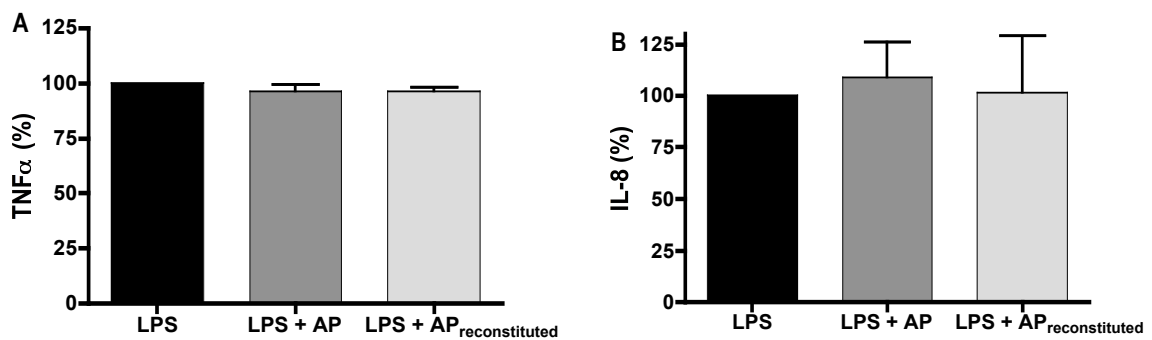 A
TNFα (%)
125
100
75
50
25
0
LPS
LPS + AP
LPS + APreconstituted
B
IL-8 (%)
125
100
75
50
25
0
LPS
LPS + AP
LPS + APreconstituted